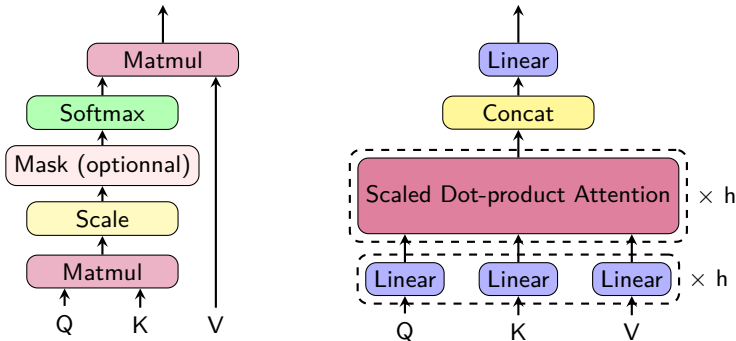 Matmul
Softmax
Mask (optionnal)
Scale
Matmul
Q K V
Linear
Concat
Scaled Dot-product Attention
× h
Linear Linear Linear
× h
Q K V